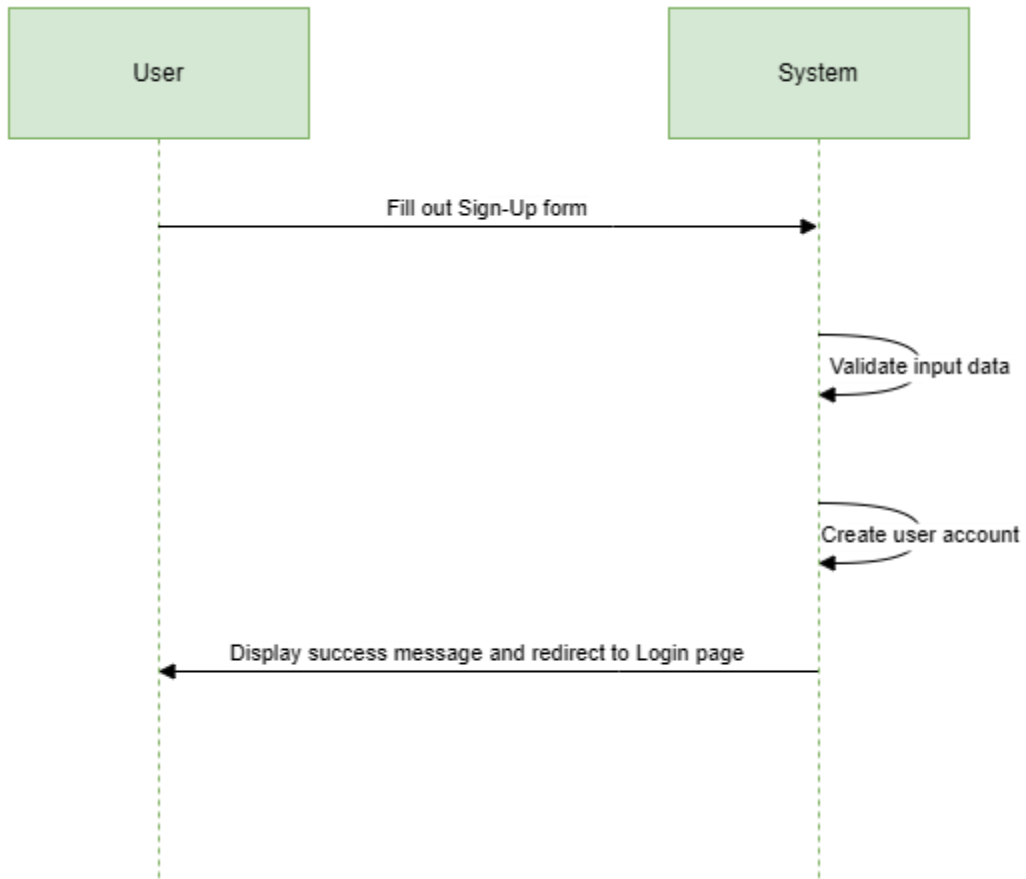 User
System
Fill out Sign-Up form
Validate input data
Create user account
Display success message and redirect to Login page